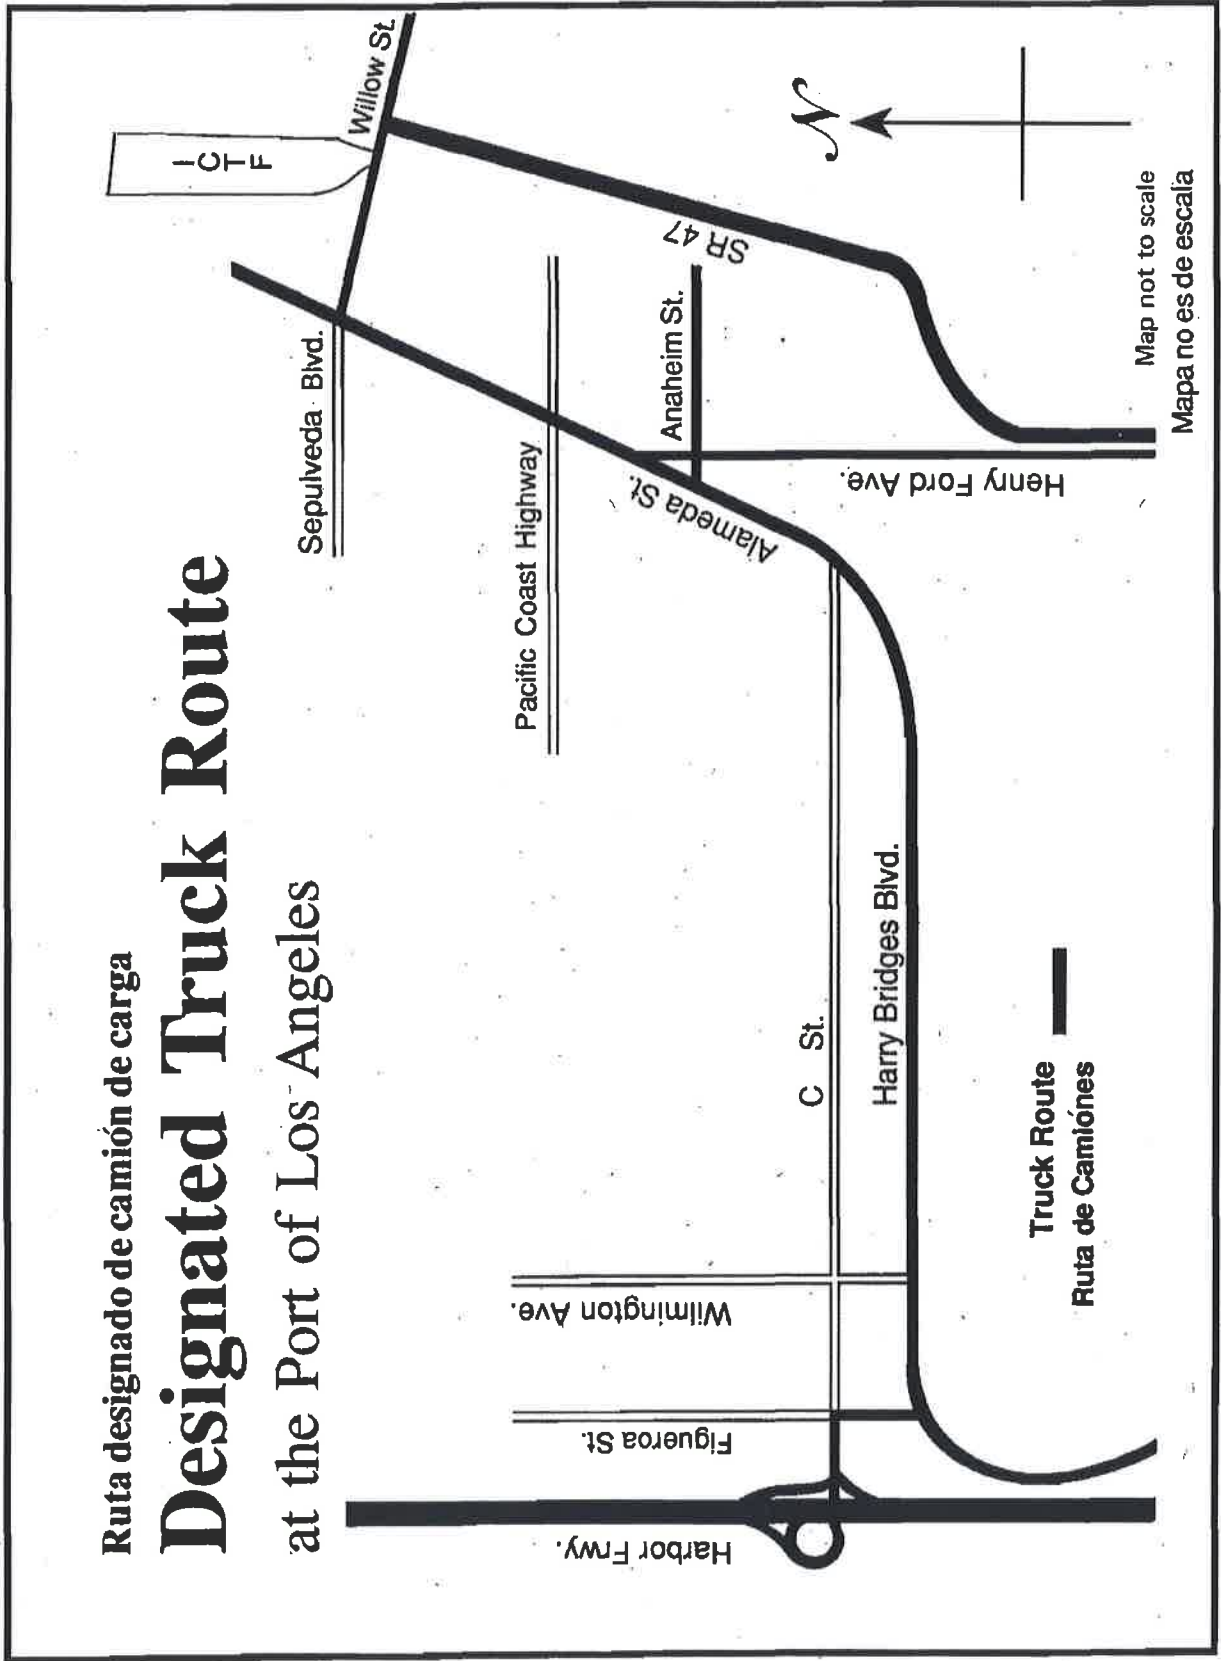 Ruta designado de camión de carga
Designated Truck Route
at the Port of Los Angeles
I
C
T
F
Willow St.
Sepulveda Blvd.
Pacific Coast Highway
SR 47
Anaheim St.
Alameda St.
Henry Ford Ave.
C St.
Harry Bridges Blvd.
Wilmington Ave.
Figueroa St.
Harbor Frwy.
N
Truck Route
Ruta de Camiónes
Map not to scale
Mapa no es de escala